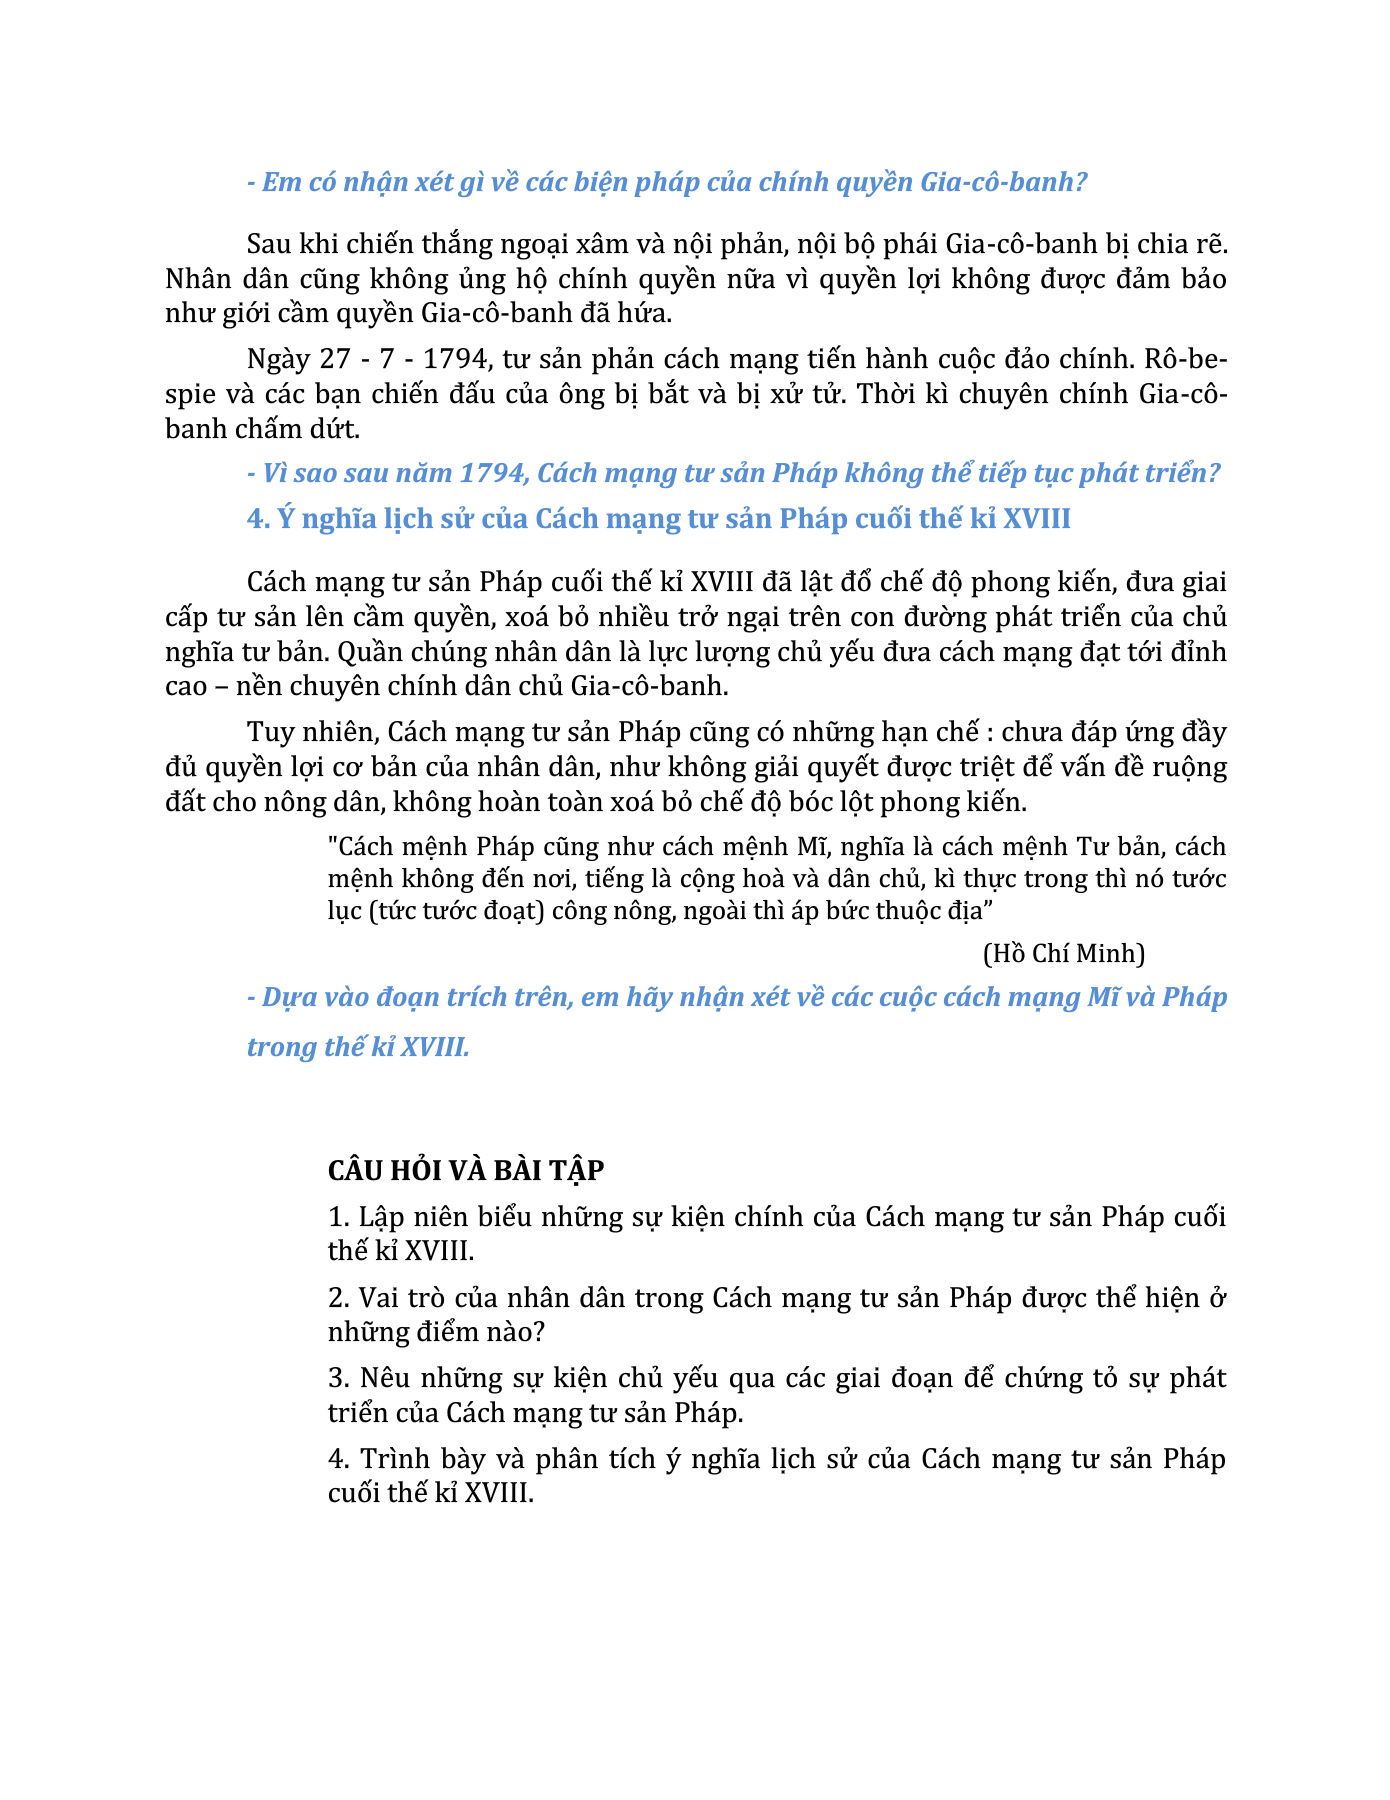 - Em có nhận xét gì về các biện pháp của chính quyền Gia-cô-banh?
Sau khi chiến thắng ngoại xâm và nội phản, nội bộ phái Gia-cô-banh bị chia rẽ.
Nhân dân cũng không ủng hộ chính quyền nữa vì quyền lợi không được đảm bảo
như giới cầm quyền Gia-cô-banh đã hứa.
Ngày 27 - 7 - 1794, tư sản phản cách mạng tiến hành cuộc đảo chính. Rô-be-
spie và các bạn chiến đấu của ông bị bắt và bị xử tử. Thời kì chuyên chính Gia-cô-
banh chấm dứt.
- Vì sao sau năm 1794, Cách mạng tư sản Pháp không thể tiếp tục phát triển?
4. Ý nghĩa lịch sử của Cách mạng tư sản Pháp cuối thế kỉ XVIII
Cách mạng tư sản Pháp cuối thế kỉ XVIII đã lật đổ chế độ phong kiến, đưa giai
cấp tư sản lên cầm quyền, xoá bỏ nhiều trở ngại trên con đường phát triển của chủ
nghĩa tư bản. Quần chúng nhân dân là lực lượng chủ yếu đưa cách mạng đạt tới đỉnh
cao – nền chuyên chính dân chủ Gia-cô-banh.
Tuy nhiên, Cách mạng tư sản Pháp cũng có những hạn chế : chưa đáp ứng đầy
đủ quyền lợi cơ bản của nhân dân, như không giải quyết được triệt để vấn đề ruộng
đất cho nông dân, không hoàn toàn xoá bỏ chế độ bóc lột phong kiến.
"Cách mệnh Pháp cũng như cách mệnh Mĩ, nghĩa là cách mệnh Tư bản, cách
mệnh không đến nơi, tiếng là cộng hoà và dân chủ, kì thực trong thì nó tước
lục (tức tước đoạt) công nông, ngoài thì áp bức thuộc địa”
(Hồ Chí Minh)
- Dựa vào đoạn trích trên, em hãy nhận xét về các cuộc cách mạng Mĩ và Pháp
trong thế kỉ XVIII.
CÂU HỎI VÀ BÀI TẬP
1. Lập niên biểu những sự kiện chính của Cách mạng tư sản Pháp cuối
thế kỉ XVIII.
2. Vai trò của nhân dân trong Cách mạng tư sản Pháp được thể hiện ở
những điểm nào?
3. Nêu những sự kiện chủ yếu qua các giai đoạn để chứng tỏ sự phát
triển của Cách mạng tư sản Pháp.
4. Trình bày và phân tích ý nghĩa lịch sử của Cách mạng tư sản Pháp
cuối thế kỉ XVIII.